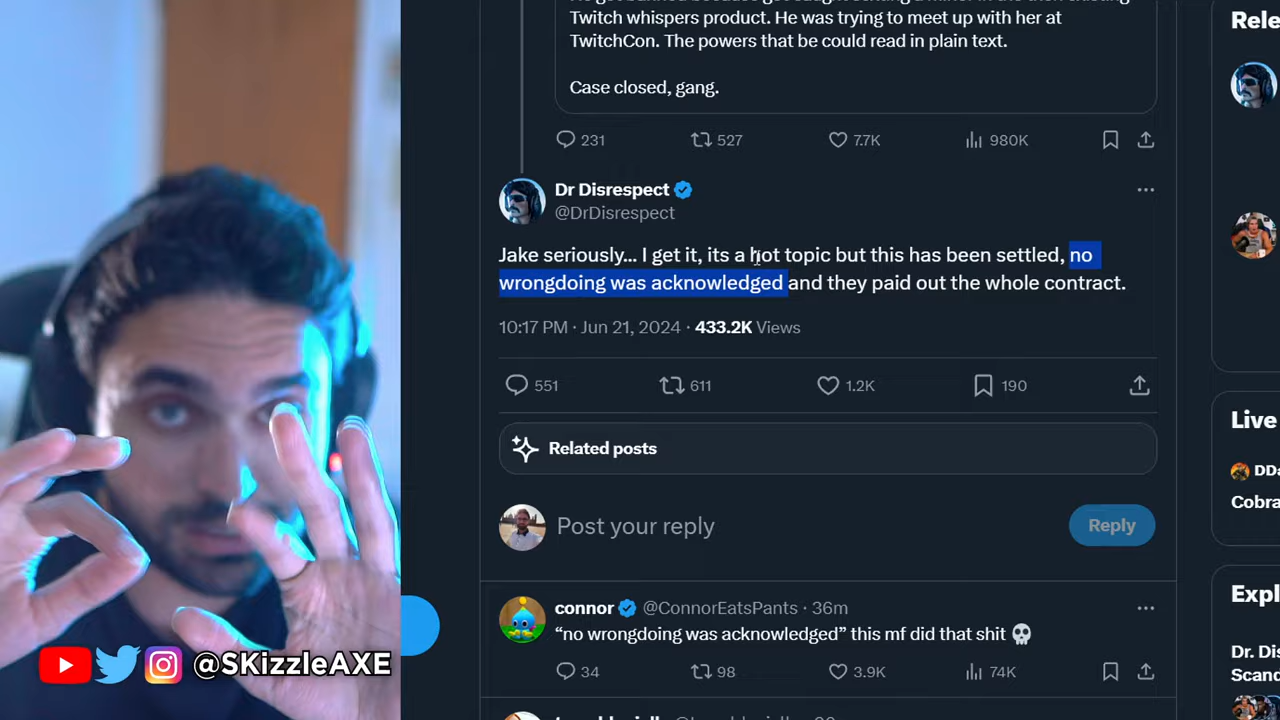 Twitch whispers product. He was trying to meet up with her at
TwitchCon. The powers that be could read in plain text.
Case closed, gang.
231 527 7.7K 980K
Dr Disrespect
@DrDisrespect
Jake seriously... I get it, its a hot topic but this has been settled, no
wrongdoing was acknowledged and they paid out the whole contract.
10:17 PM · Jun 21, 2024 · 433.2K Views
551 611 1.2K 190
Related posts
Post your reply
Reply
connor @ConnorEatsPants · 36m
“no wrongdoing was acknowledged” this mf did that shit 💀
34 98 3.9K 74K
Rele
Live
DDa
Cobra
Expl
Dr. Dis
Scand
@SKizzleAXE